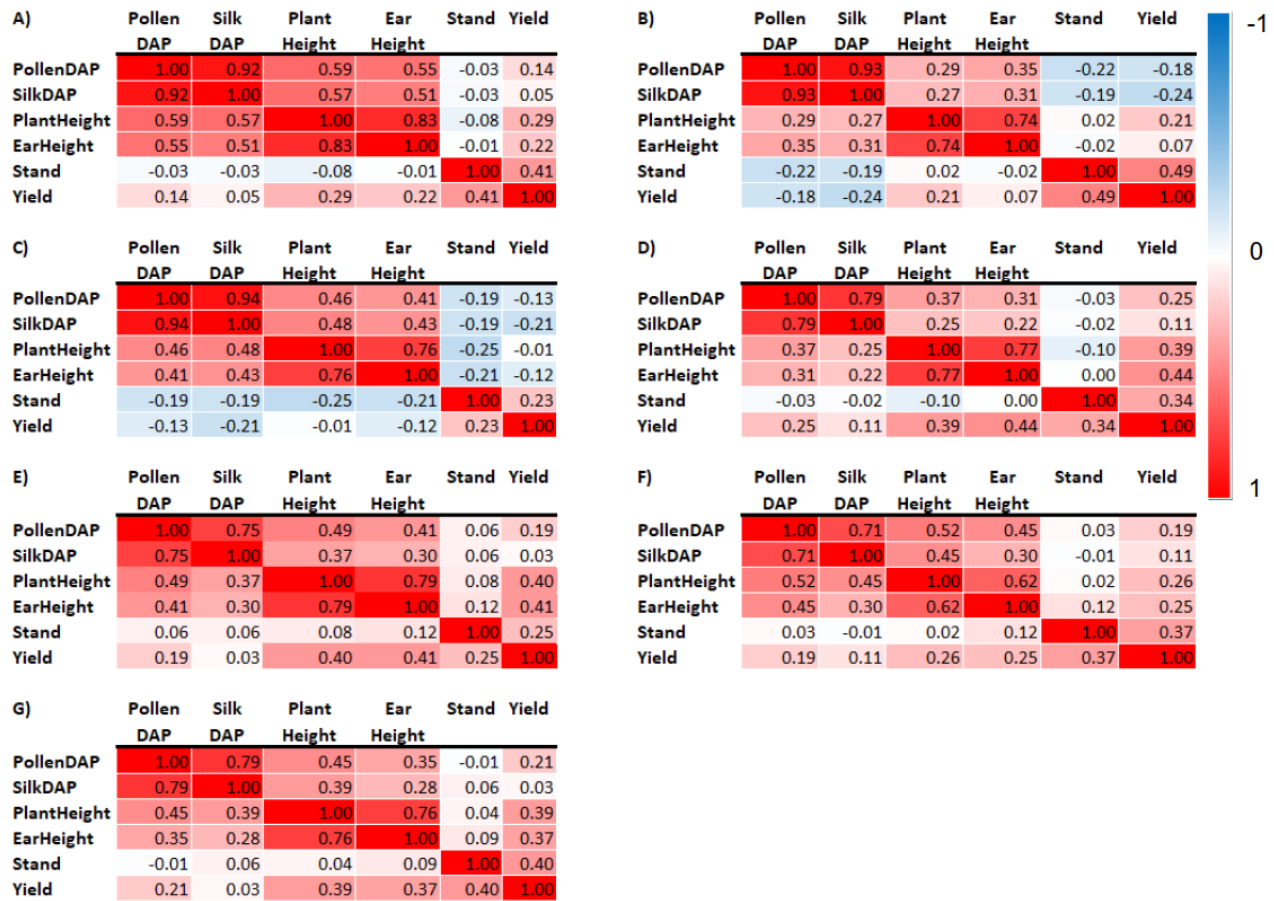 A) Pollen Silk Plant Ear Stand Yield
DAP DAP Height Height
PollenDAP 1.00 0.92 0.59 0.55 -0.03 0.14
SilkDAP 0.92 1.00 0.57 0.51 -0.03 0.05
PlantHeight 0.59 0.57 1.00 0.83 -0.08 0.29
EarHeight 0.55 0.51 0.83 1.00 -0.01 0.22
Stand -0.03 -0.03 -0.08 -0.01 1.00 0.41
Yield 0.14 0.05 0.29 0.22 0.41 1.00
B) Pollen Silk Plant Ear Stand Yield
DAP DAP Height Height
PollenDAP 1.00 0.93 0.29 0.35 -0.22 -0.18
SilkDAP 0.93 1.00 0.27 0.31 -0.19 -0.24
PlantHeight 0.29 0.27 1.00 0.74 0.02 0.21
EarHeight 0.35 0.31 0.74 1.00 -0.02 0.07
Stand -0.22 -0.19 0.02 -0.02 1.00 0.49
Yield -0.18 -0.24 0.21 0.07 0.49 1.00
-1
0
1
C) Pollen Silk Plant Ear Stand Yield
DAP DAP Height Height
PollenDAP 1.00 0.94 0.46 0.41 -0.19 -0.13
SilkDAP 0.94 1.00 0.48 0.43 -0.19 -0.21
PlantHeight 0.46 0.48 1.00 0.76 -0.25 -0.01
EarHeight 0.41 0.43 0.76 1.00 -0.21 -0.12
Stand -0.19 -0.19 -0.25 -0.21 1.00 0.23
Yield -0.13 -0.21 -0.01 -0.12 0.23 1.00
D) Pollen Silk Plant Ear Stand Yield
DAP DAP Height Height
PollenDAP 1.00 0.79 0.37 0.31 -0.03 0.25
SilkDAP 0.79 1.00 0.25 0.22 -0.02 0.11
PlantHeight 0.37 0.25 1.00 0.77 -0.10 0.39
EarHeight 0.31 0.22 0.77 1.00 0.00 0.44
Stand -0.03 -0.02 -0.10 0.00 1.00 0.34
Yield 0.25 0.11 0.39 0.44 0.34 1.00
E) Pollen Silk Plant Ear Stand Yield
DAP DAP Height Height
PollenDAP 1.00 0.75 0.49 0.41 0.06 0.19
SilkDAP 0.75 1.00 0.37 0.30 0.06 0.03
PlantHeight 0.49 0.37 1.00 0.79 0.08 0.40
EarHeight 0.41 0.30 0.79 1.00 0.12 0.41
Stand 0.06 0.06 0.08 0.12 1.00 0.25
Yield 0.19 0.03 0.40 0.41 0.25 1.00
F) Pollen Silk Plant Ear Stand Yield
DAP DAP Height Height
PollenDAP 1.00 0.71 0.52 0.45 0.03 0.19
SilkDAP 0.71 1.00 0.45 0.30 -0.01 0.11
PlantHeight 0.52 0.45 1.00 0.62 0.02 0.26
EarHeight 0.45 0.30 0.62 1.00 0.12 0.25
Stand 0.03 -0.01 0.02 0.12 1.00 0.37
Yield 0.19 0.11 0.26 0.25 0.37 1.00
G) Pollen Silk Plant Ear Stand Yield
DAP DAP Height Height
PollenDAP 1.00 0.79 0.45 0.35 -0.01 0.21
SilkDAP 0.79 1.00 0.39 0.28 0.06 0.03
PlantHeight 0.45 0.39 1.00 0.76 0.04 0.39
EarHeight 0.35 0.28 0.76 1.00 0.09 0.37
Stand -0.01 0.06 0.04 0.09 1.00 0.40
Yield 0.21 0.03 0.39 0.37 0.40 1.00